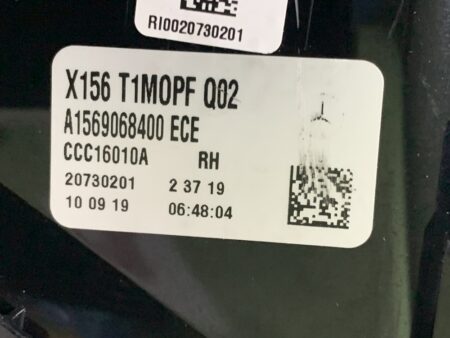 RI0020730201
X156 T1MOPF Q02
A1569068400 ECE
CCC16010A RH
20730201 2 37 19
10 09 19 06:48:04